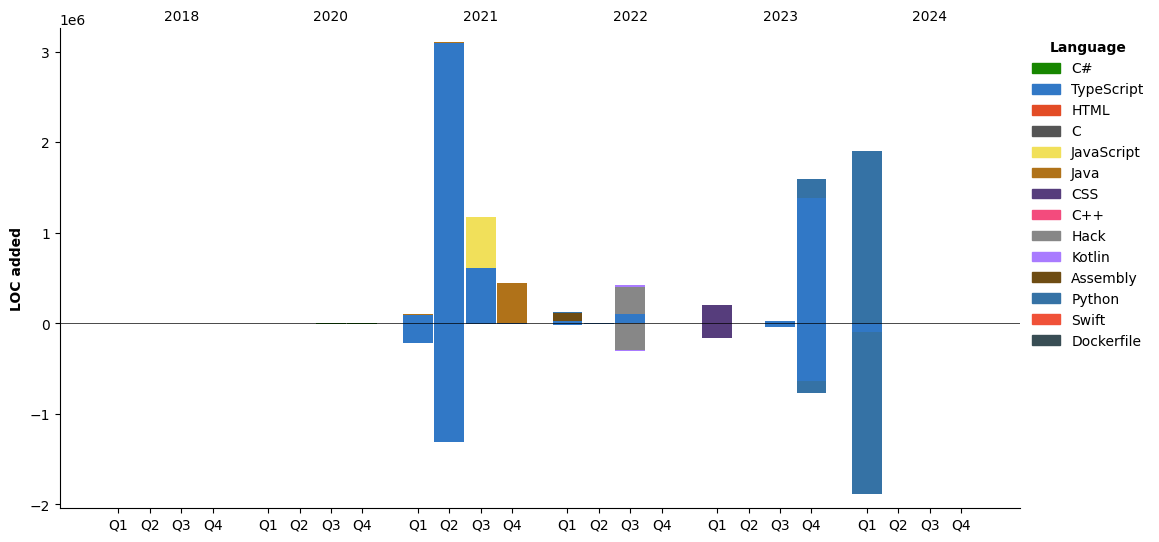 1e6
2018 2020 2021 2022 2023 2024
LOC added
3
2
1
0
−1
−2
Q1 Q2 Q3 Q4 Q1 Q2 Q3 Q4 Q1 Q2 Q3 Q4 Q1 Q2 Q3 Q4 Q1 Q2 Q3 Q4 Q1 Q2 Q3 Q4
Language
C#
TypeScript
HTML
C
JavaScript
Java
CSS
C++
Hack
Kotlin
Assembly
Python
Swift
Dockerfile